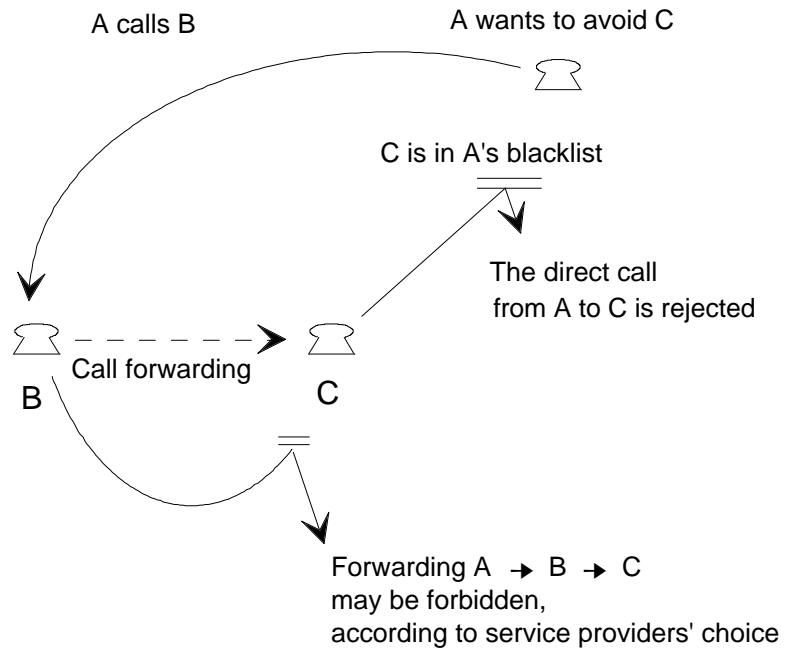 A calls B
A wants to avoid C
C is in A's blacklist
The direct call
from A to C is rejected
Call forwarding
B
C
Forwarding A → B → C
may be forbidden,
according to service providers' choice